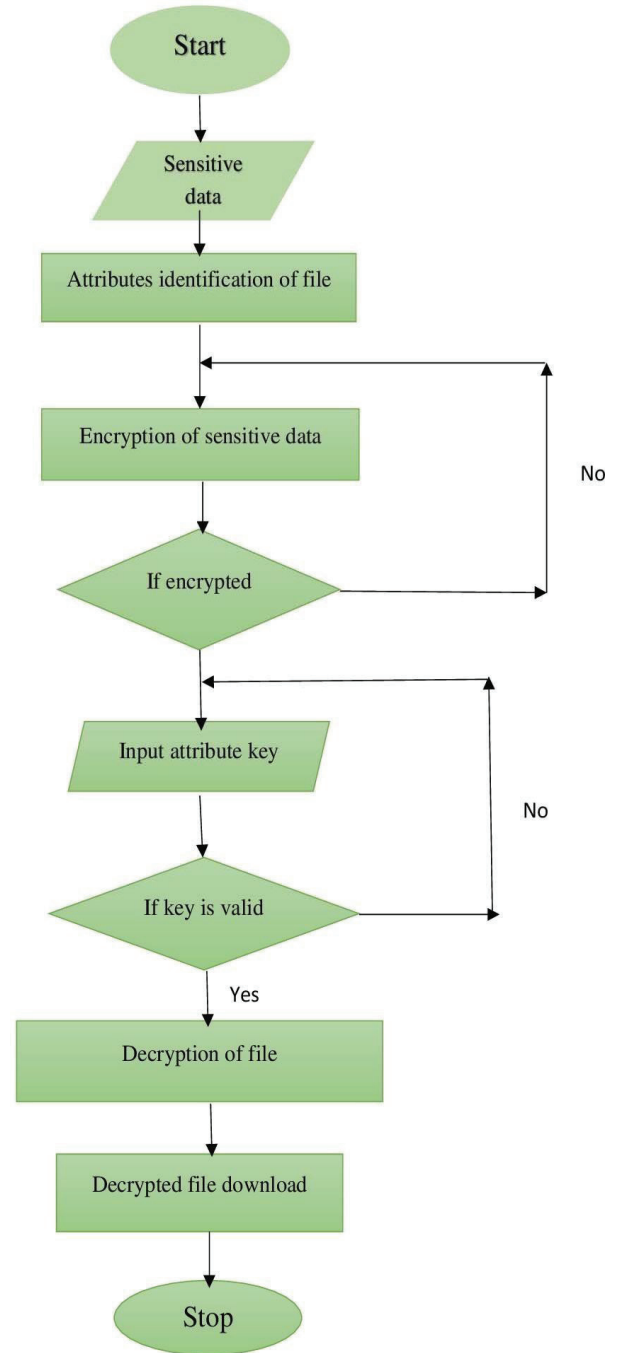 Start
Sensitive
data
Attributes identification of file
Encryption of sensitive data
No
If encrypted
Input attribute key
No
If key is valid
Yes
Decryption of file
Decrypted file download
Stop